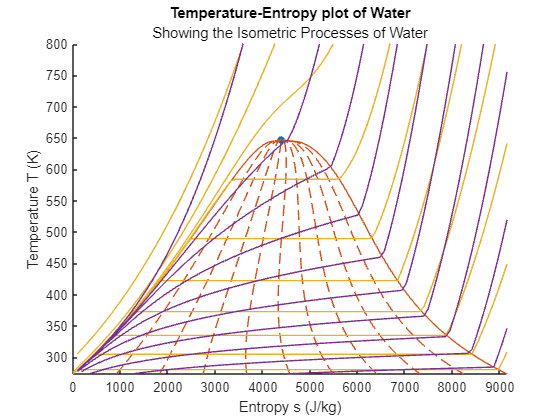 Temperature-Entropy plot of Water
Showing the Isometric Processes of Water
800
750
700
650
600
550
500
450
400
350
300
Temperature T (K)
0 1000 2000 3000 4000 5000 6000 7000 8000 9000
Entropy s (J/kg)